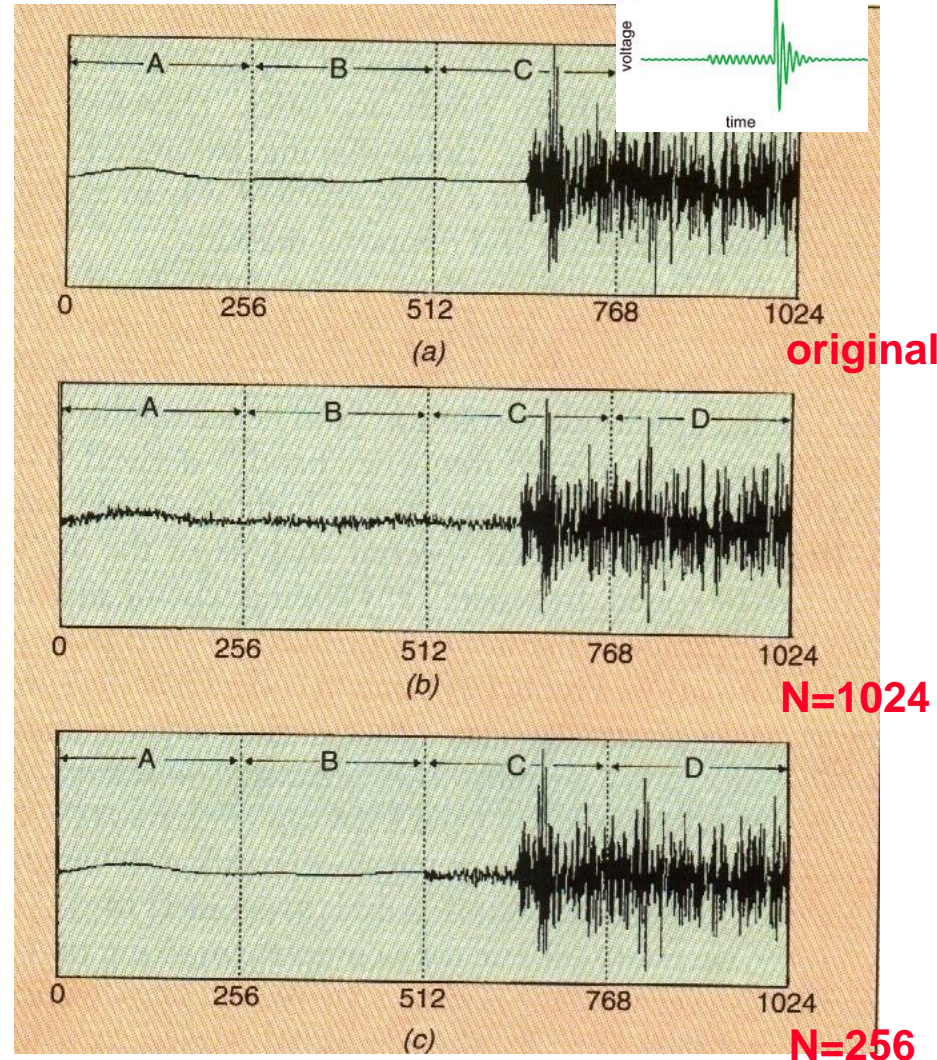 voltage
time
A B C
0 256 512 768 1024
(a)
original
A B C D
0 256 512 768 1024
(b)
N=1024
A B C D
0 256 512 768 1024
(c)
N=256